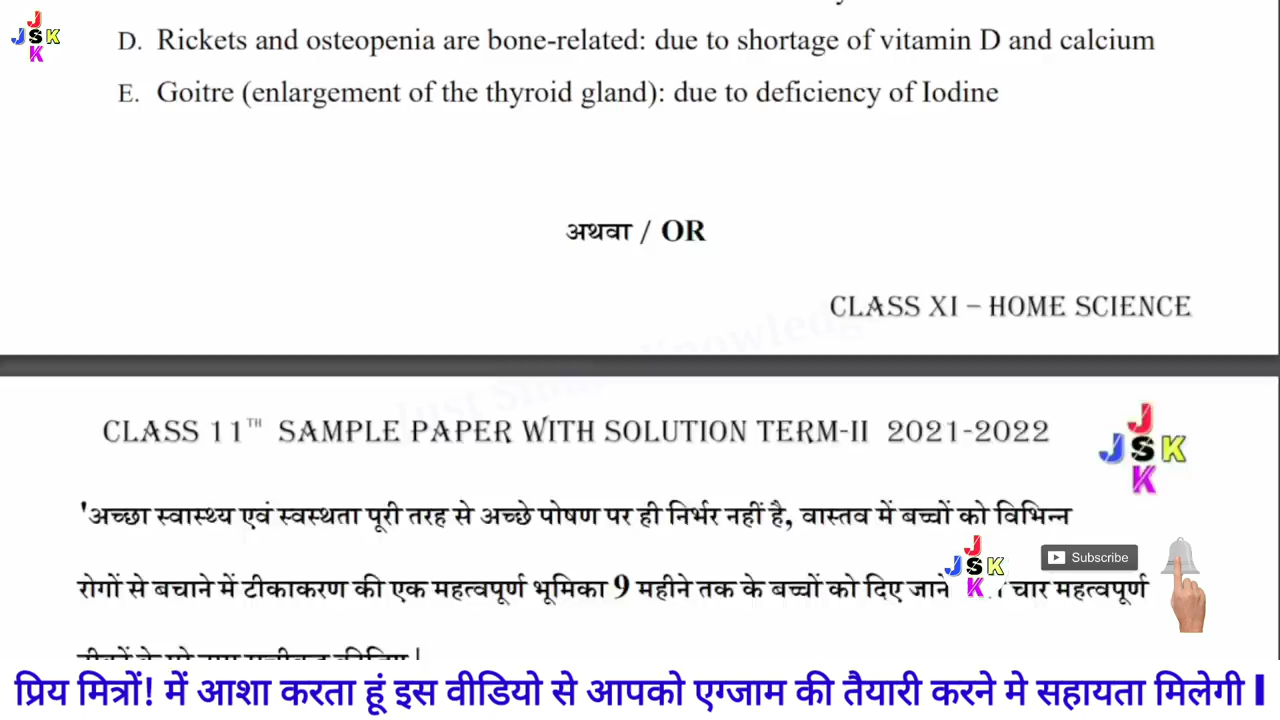 J
J S K
K
D. Rickets and osteopenia are bone-related: due to shortage of vitamin D and calcium
E. Goitre (enlargement of the thyroid gland): due to deficiency of Iodine
अथवा / OR
CLASS XI – HOME SCIENCE
CLASS 11TH SAMPLE PAPER WITH SOLUTION TERM-II 2021-2022
J
J S K
K
'अच्छा स्वास्थ्य एवं स्वस्थता पूरी तरह से अच्छे पोषण पर ही निर्भर नहीं है, वास्तव में बच्चों को विभिन्न
J
J S K
K
Subscribe
रोगों से बचाने में टीकाकरण की एक महत्वपूर्ण भूमिका 9 महीने तक के बच्चों को दिए जाने चार महत्वपूर्ण
प्रिय मित्रों! में आशा करता हूं इस वीडियो से आपको एग्जाम की तैयारी करने मे सहायता मिलेगी I